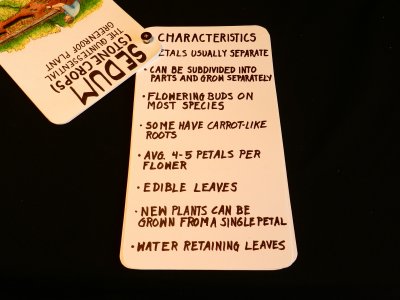 SEDUM
(STONE CROPS)
THE QUINTESSENTIAL
GREENROOF PLANT
CHARACTERISTICS
PETALS USUALLY SEPARATE
• CAN BE SUBDIVIDED INTO
PARTS AND GROW SEPARATELY
• FLOWERING BUDS ON
MOST SPECIES
• SOME HAVE CARROT-LIKE
ROOTS
• AVG. 4-5 PETALS PER
FLOWER
• EDIBLE LEAVES
• NEW PLANTS CAN BE
GROWN FROM A SINGLE PETAL
• WATER RETAINING LEAVES